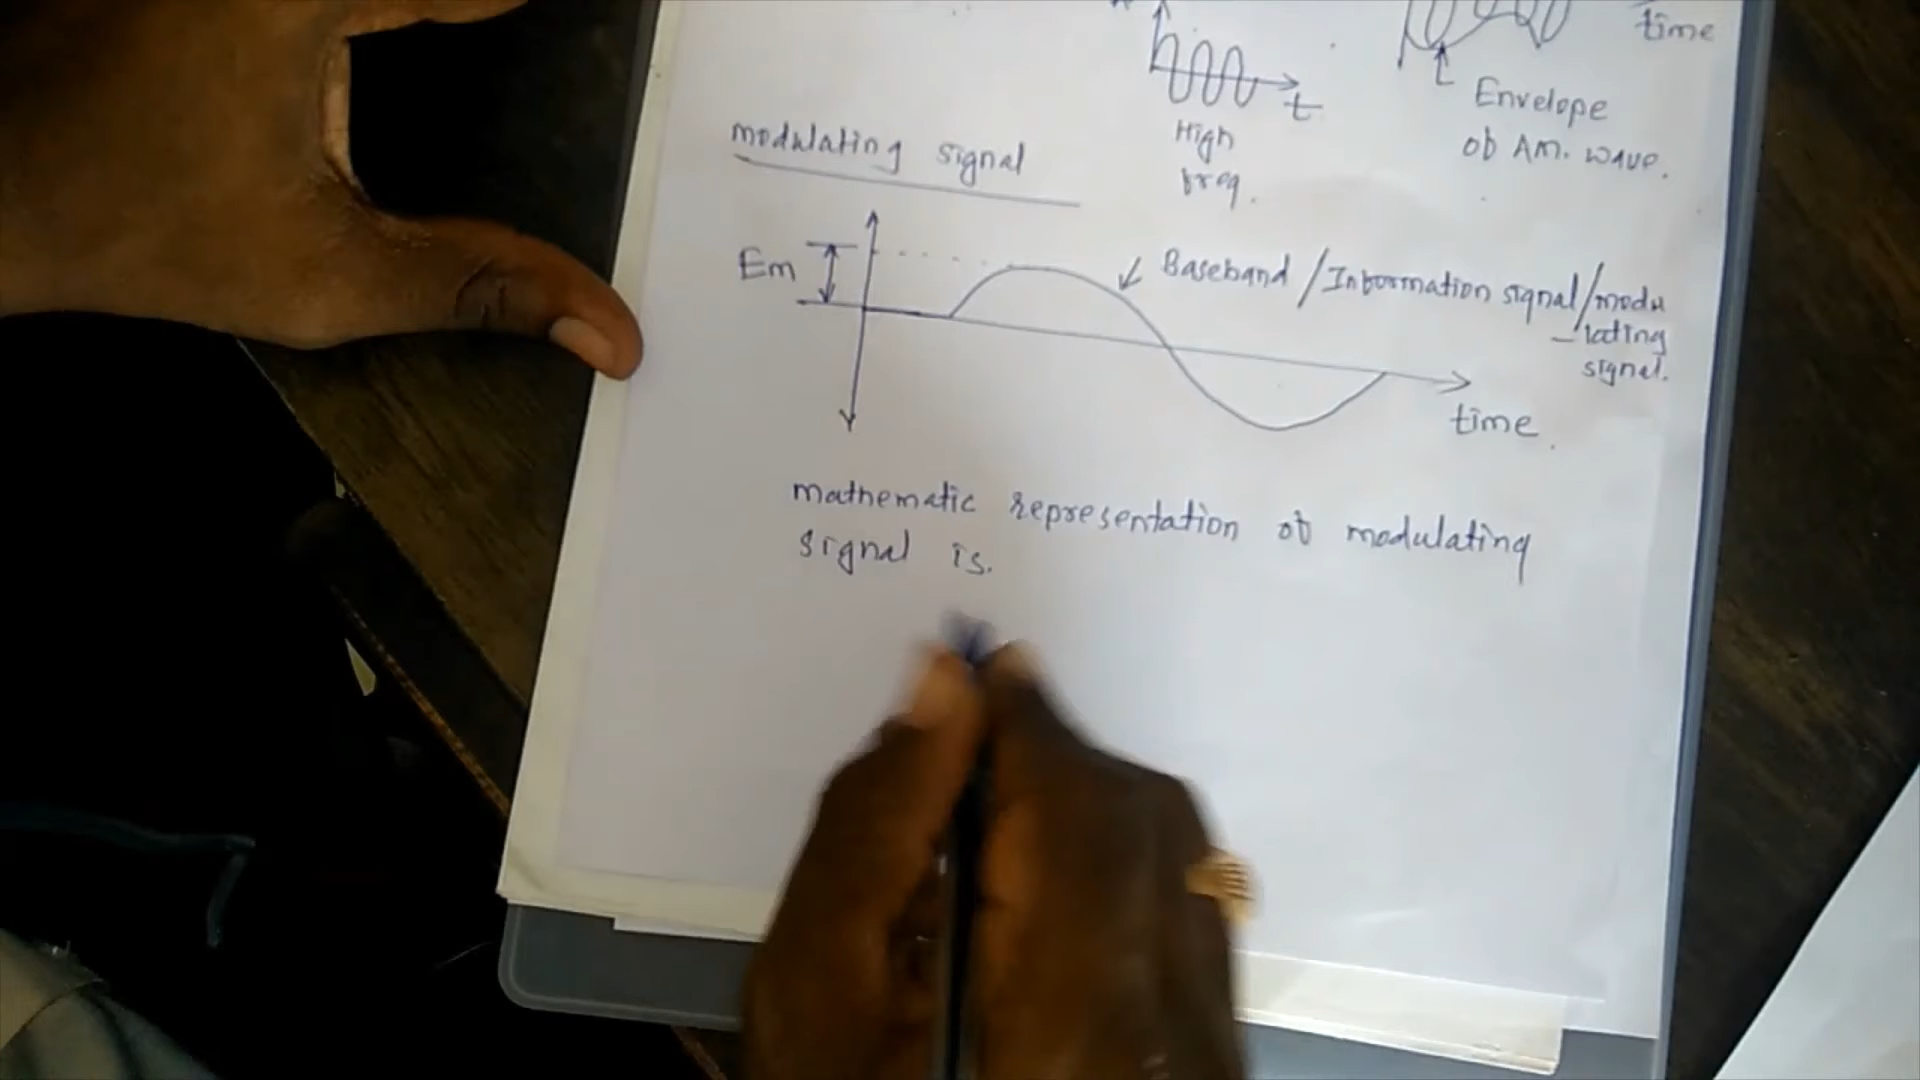 time
t
Envelope
of Am. wave.
High
freq.
modulating signal
Em
Baseband / Information signal / modu
-lating
signal.
time.
mathematic representation of modulating
signal is.